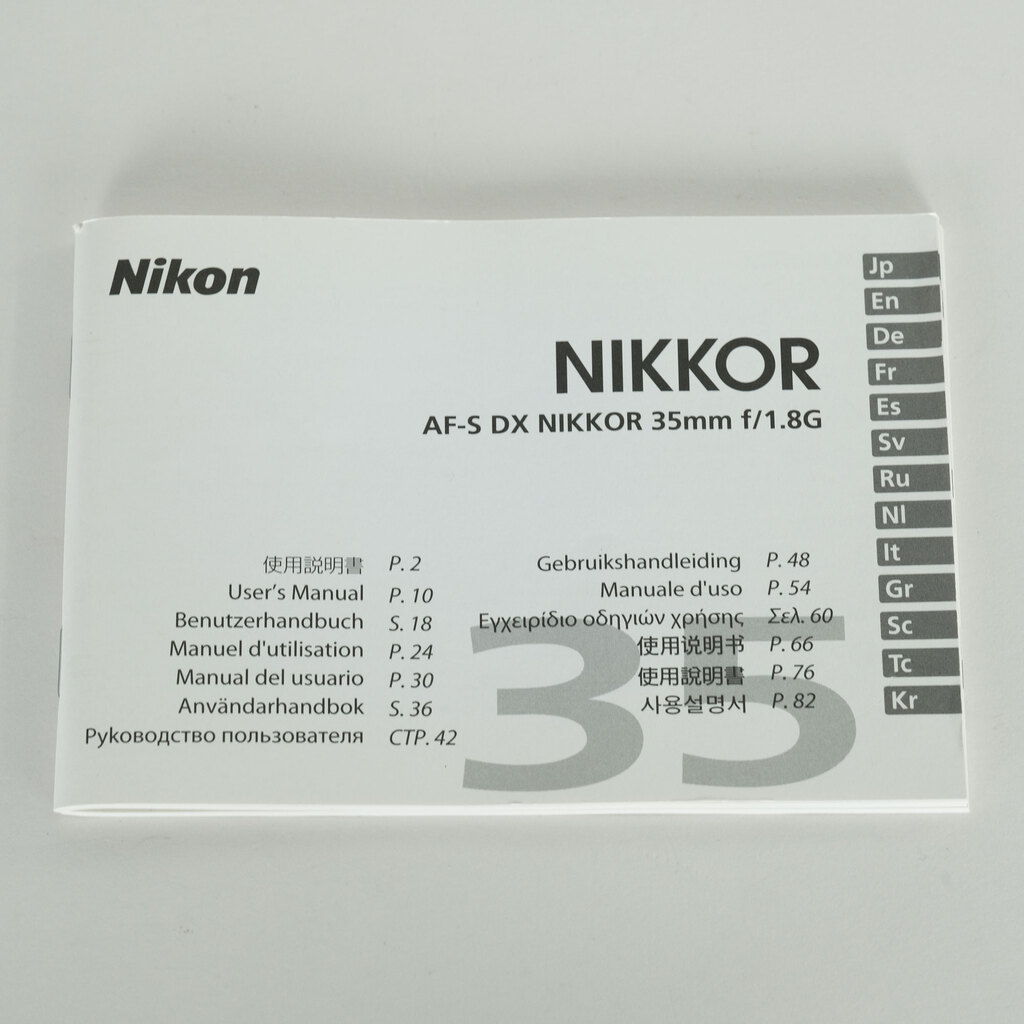 Nikon
NIKKOR
AF-S DX NIKKOR 35mm f/1.8G
使用説明書 P. 2
User's Manual P. 10
Benutzerhandbuch S. 18
Manuel d'utilisation P. 24
Manual del usuario P. 30
Användarhandbok S. 36
Руководство пользователя СТР. 42
Gebruikshandleiding P. 48
Manuale d'uso P. 54
Εγχειρίδιο οδηγιών χρήσης Σελ. 60
使用说明书 P. 66
使用說明書 P. 76
사용설명서 P. 82
35
Jp
En
De
Fr
Es
Sv
Ru
Nl
It
Gr
Sc
Tc
Kr